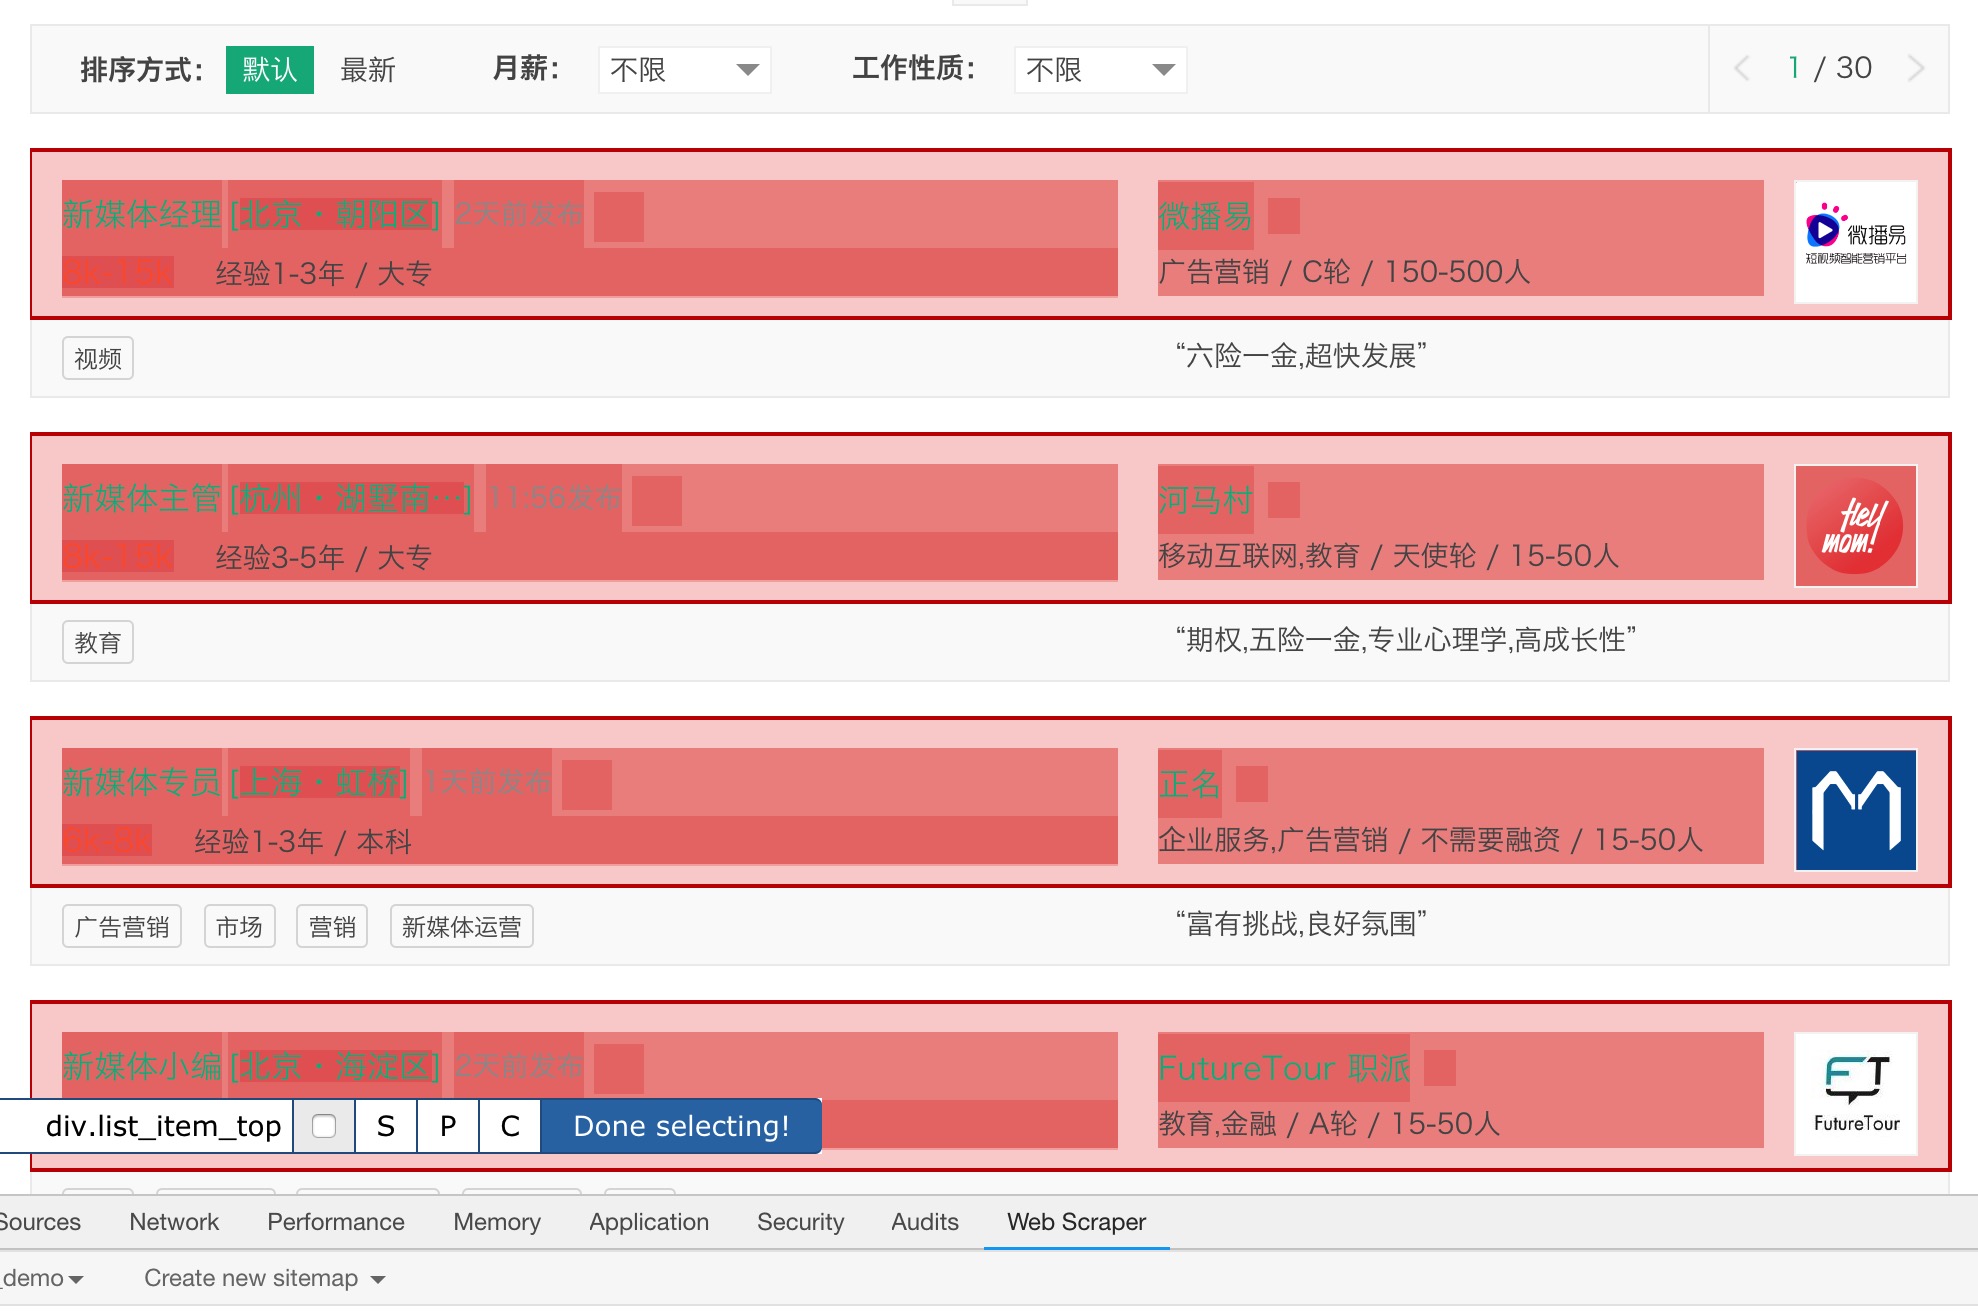 排序方式: 默认 最新 月薪: 不限 工作性质: 不限 1 / 30
新媒体经理 [北京·朝阳区] 2天前发布 微播易
8k-15k 经验1-3年 / 大专 广告营销 / C轮 / 150-500人
微播易
短视频智能营销平台
视频 “六险一金,超快发展”
新媒体主管 [杭州·湖墅南···] 11:56发布 河马村
8k-15k 经验3-5年 / 大专 移动互联网,教育 / 天使轮 / 15-50人
Hey
mom!
教育 “期权,五险一金,专业心理学,高成长性”
新媒体专员 [上海·虹桥] 1天前发布 正名
经验1-3年 / 本科 企业服务,广告营销 / 不需要融资 / 15-50人
广告营销 市场 营销 新媒体运营 “富有挑战,良好氛围”
新媒体小编 [北京·海淀区] 2天前发布 FutureTour 职派
教育,金融 / A轮 / 15-50人
FT
FutureTour
div.list_item_top S P C Done selecting!
Sources Network Performance Memory Application Security Audits Web Scraper
_demo Create new sitemap